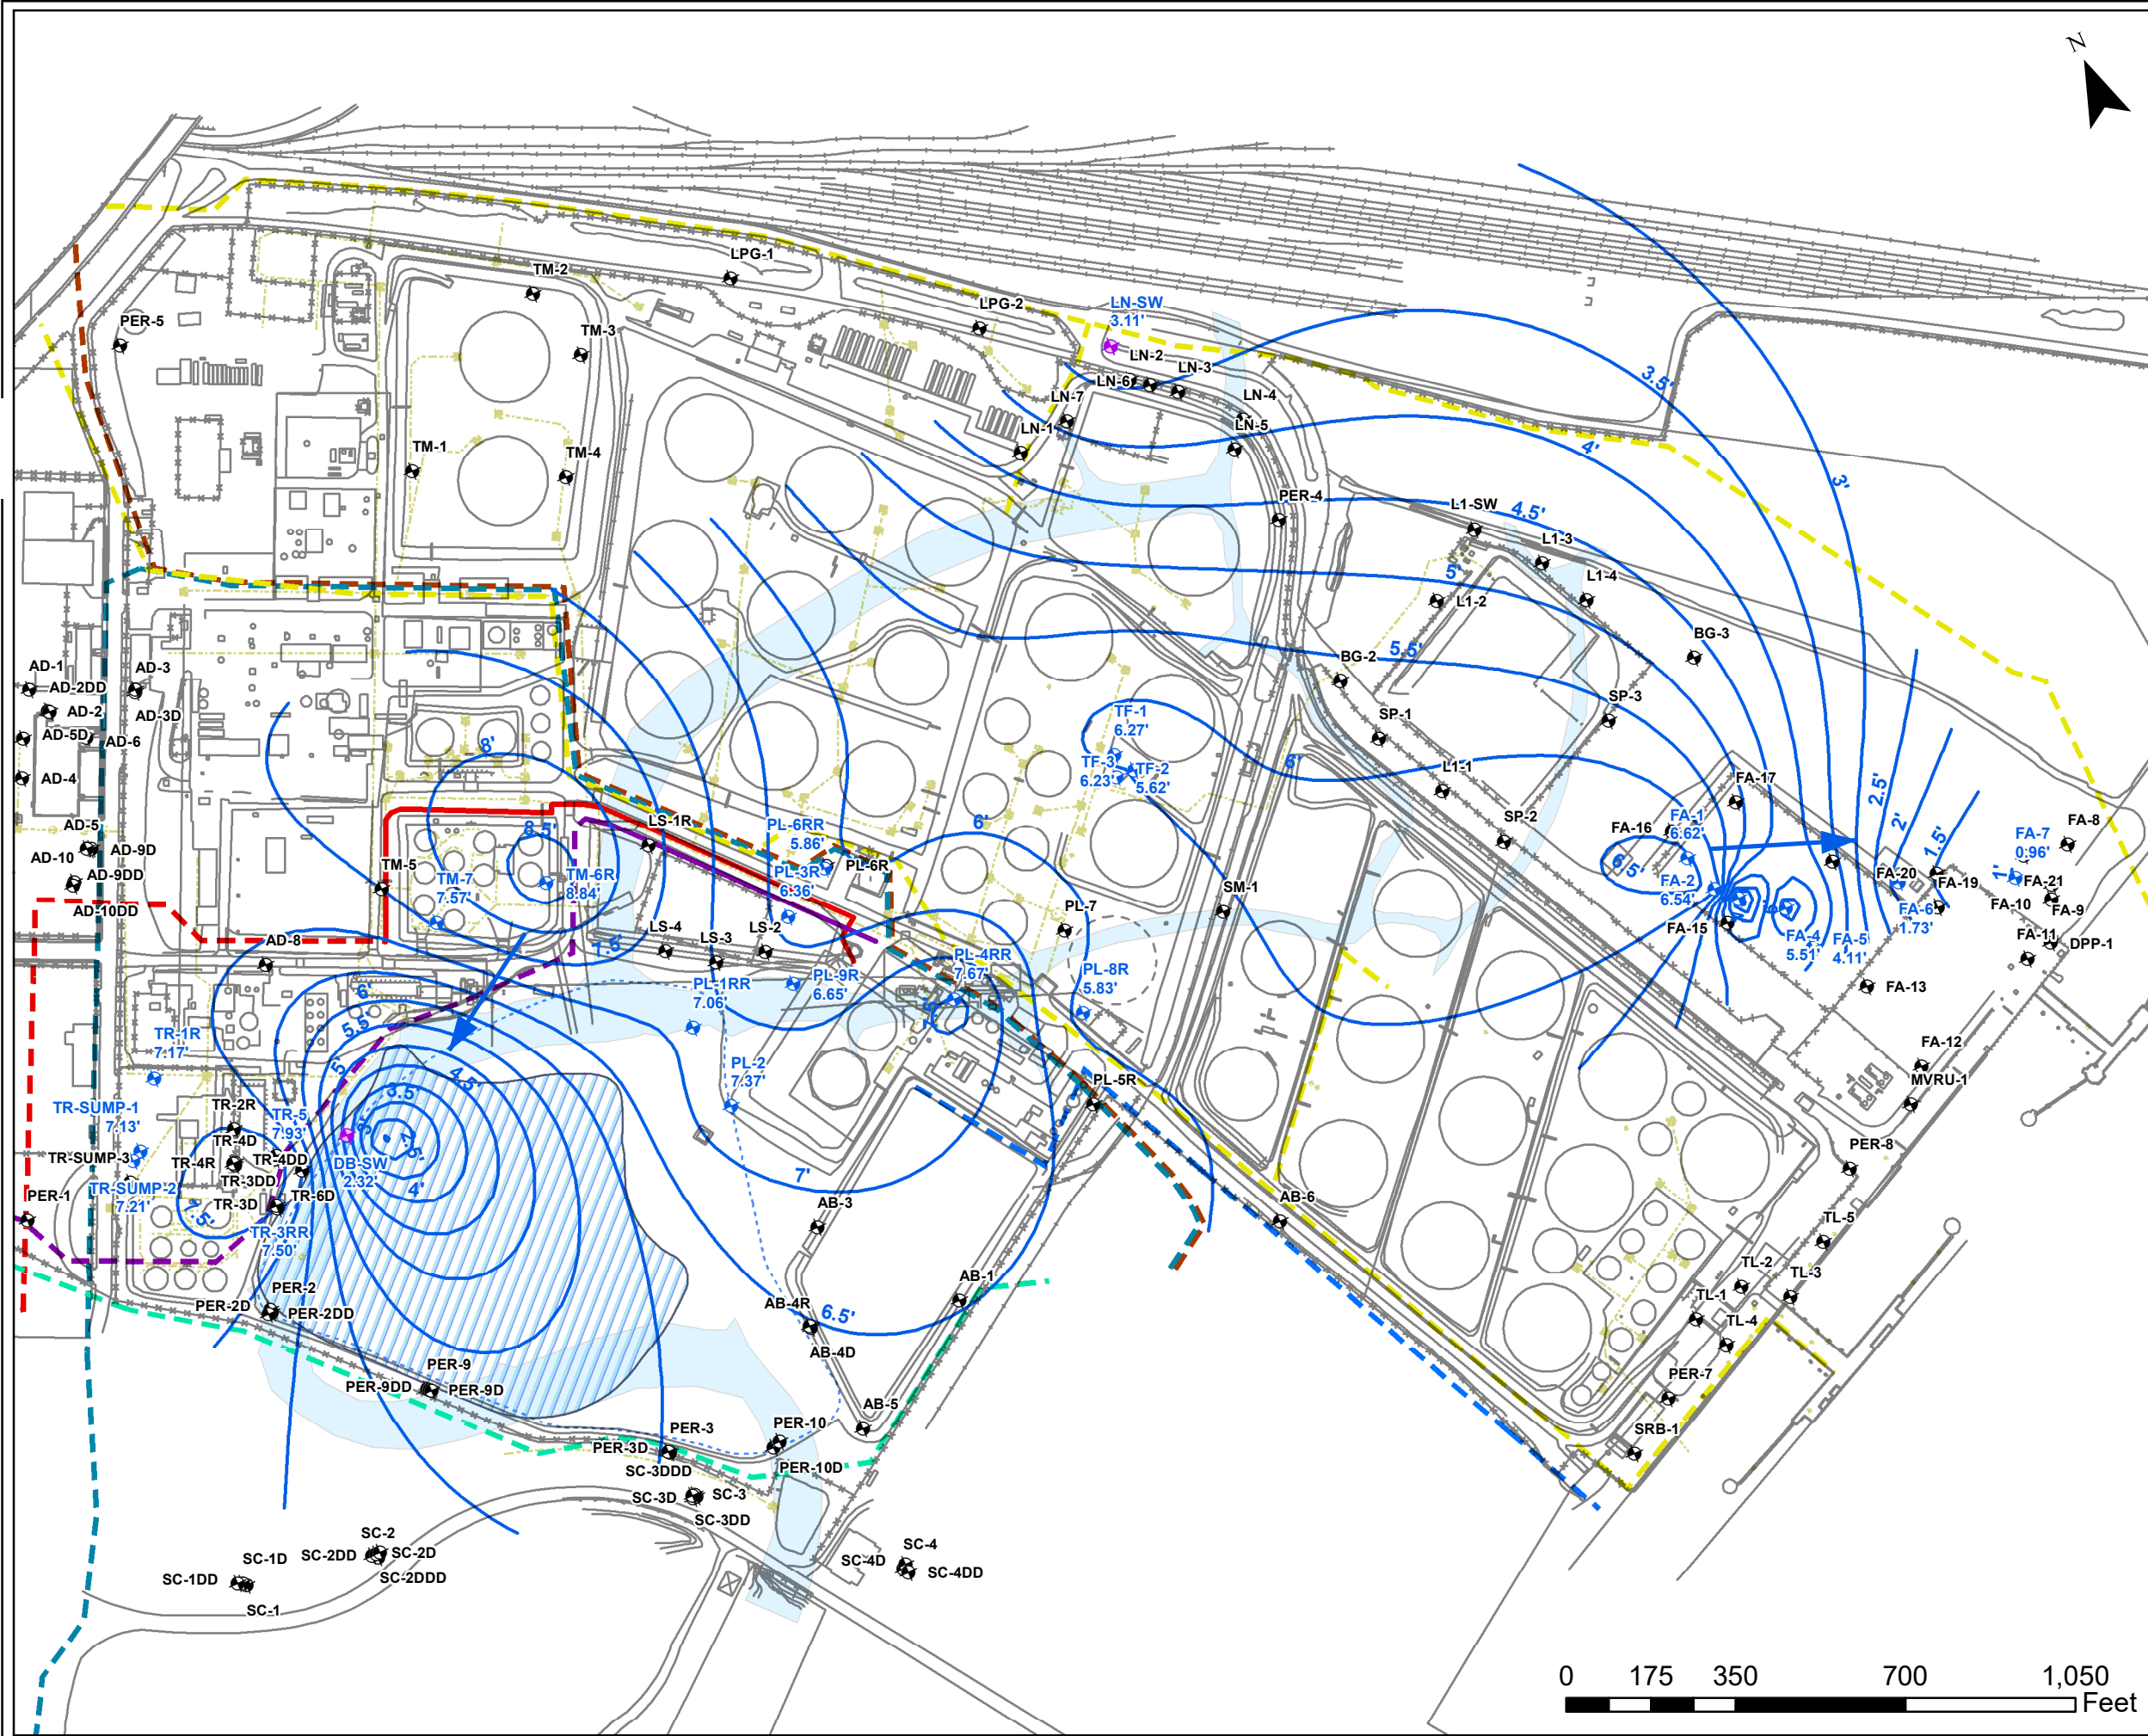 N
LPG-1
TM-2
LPG-2
LN-SW
3.11'
PER-5
TM-3
LN-2
LN-3
LN-6
LN-7
LN-4
LN-5
LN-1
3.5'
4'
3'
TM-1
TM-4
PER-4
L1-SW
4.5'
L1-3
5'
L1-4
L1-2
BG-3
5.5'
BG-2
AD-1
AD-3
AD-2DD
AD-2
AD-3D
AD-5D
AD-6
AD-4
SP-3
SP-1
TF-1
6.27'
TF-3
6.23'
TF-2
5.62'
6'
8'
L1-1
FA-17
2.5'
2'
1.5'
1'
AD-5
AD-10
AD-9D
AD-9DD
AD-10DD
8.5'
LS-1R
PL-6RR
5.86'
6'
SP-2
FA-16
FA-1
6.62'
6.5'
FA-7
0.96'
FA-8
TM-5
TM-7
7.57'
TM-6R
8.84'
PL-3R
6.36'
PL-6R
FA-2
6.54'
FA-20
FA-19
FA-21
FA-10
FA-9
SM-1
PL-7
FA-15
FA-6
1.73'
AD-8
7.5'
LS-4
LS-3
LS-2
FA-4
5.51'
FA-5
4.11'
FA-11
DPP-1
PL-1RR
7.06'
PL-9R
6.65'
PL-4RR
7.67'
PL-8R
5.83'
FA-13
6'
5.5'
TR-1R
7.17'
5'
4.5'
3.5'
PL-2
7.37'
PL-5R
FA-12
MVRU-1
TR-SUMP-1
7.13'
TR-2R
TR-5
7.93'
3'
2.5'
TR-4D
TR-SUMP-3
TR-4R
TR-4DD
DB-SW
2.32'
PER-8
TR-3DD
TR-SUMP-2
7.21'
TR-3D
TR-6D
4'
7'
PER-1
7.5'
TR-3RR
7.50'
AB-3
AB-6
TL-5
TL-2
TL-3
PER-2
PER-2D
PER-2DD
AB-1
AB-4R
6.5'
TL-1
TL-4
AB-4D
PER-9
PER-9DD
PER-9D
PER-7
AB-5
PER-3
PER-10
PER-3D
SRB-1
SC-3DDD
PER-10D
SC-3D
SC-3
SC-3DD
SC-2
SC-1D
SC-2DD
SC-2D
SC-4
SC-4D
SC-4DD
SC-1DD
SC-2DDD
SC-1
0 175 350 700 1,050
Feet